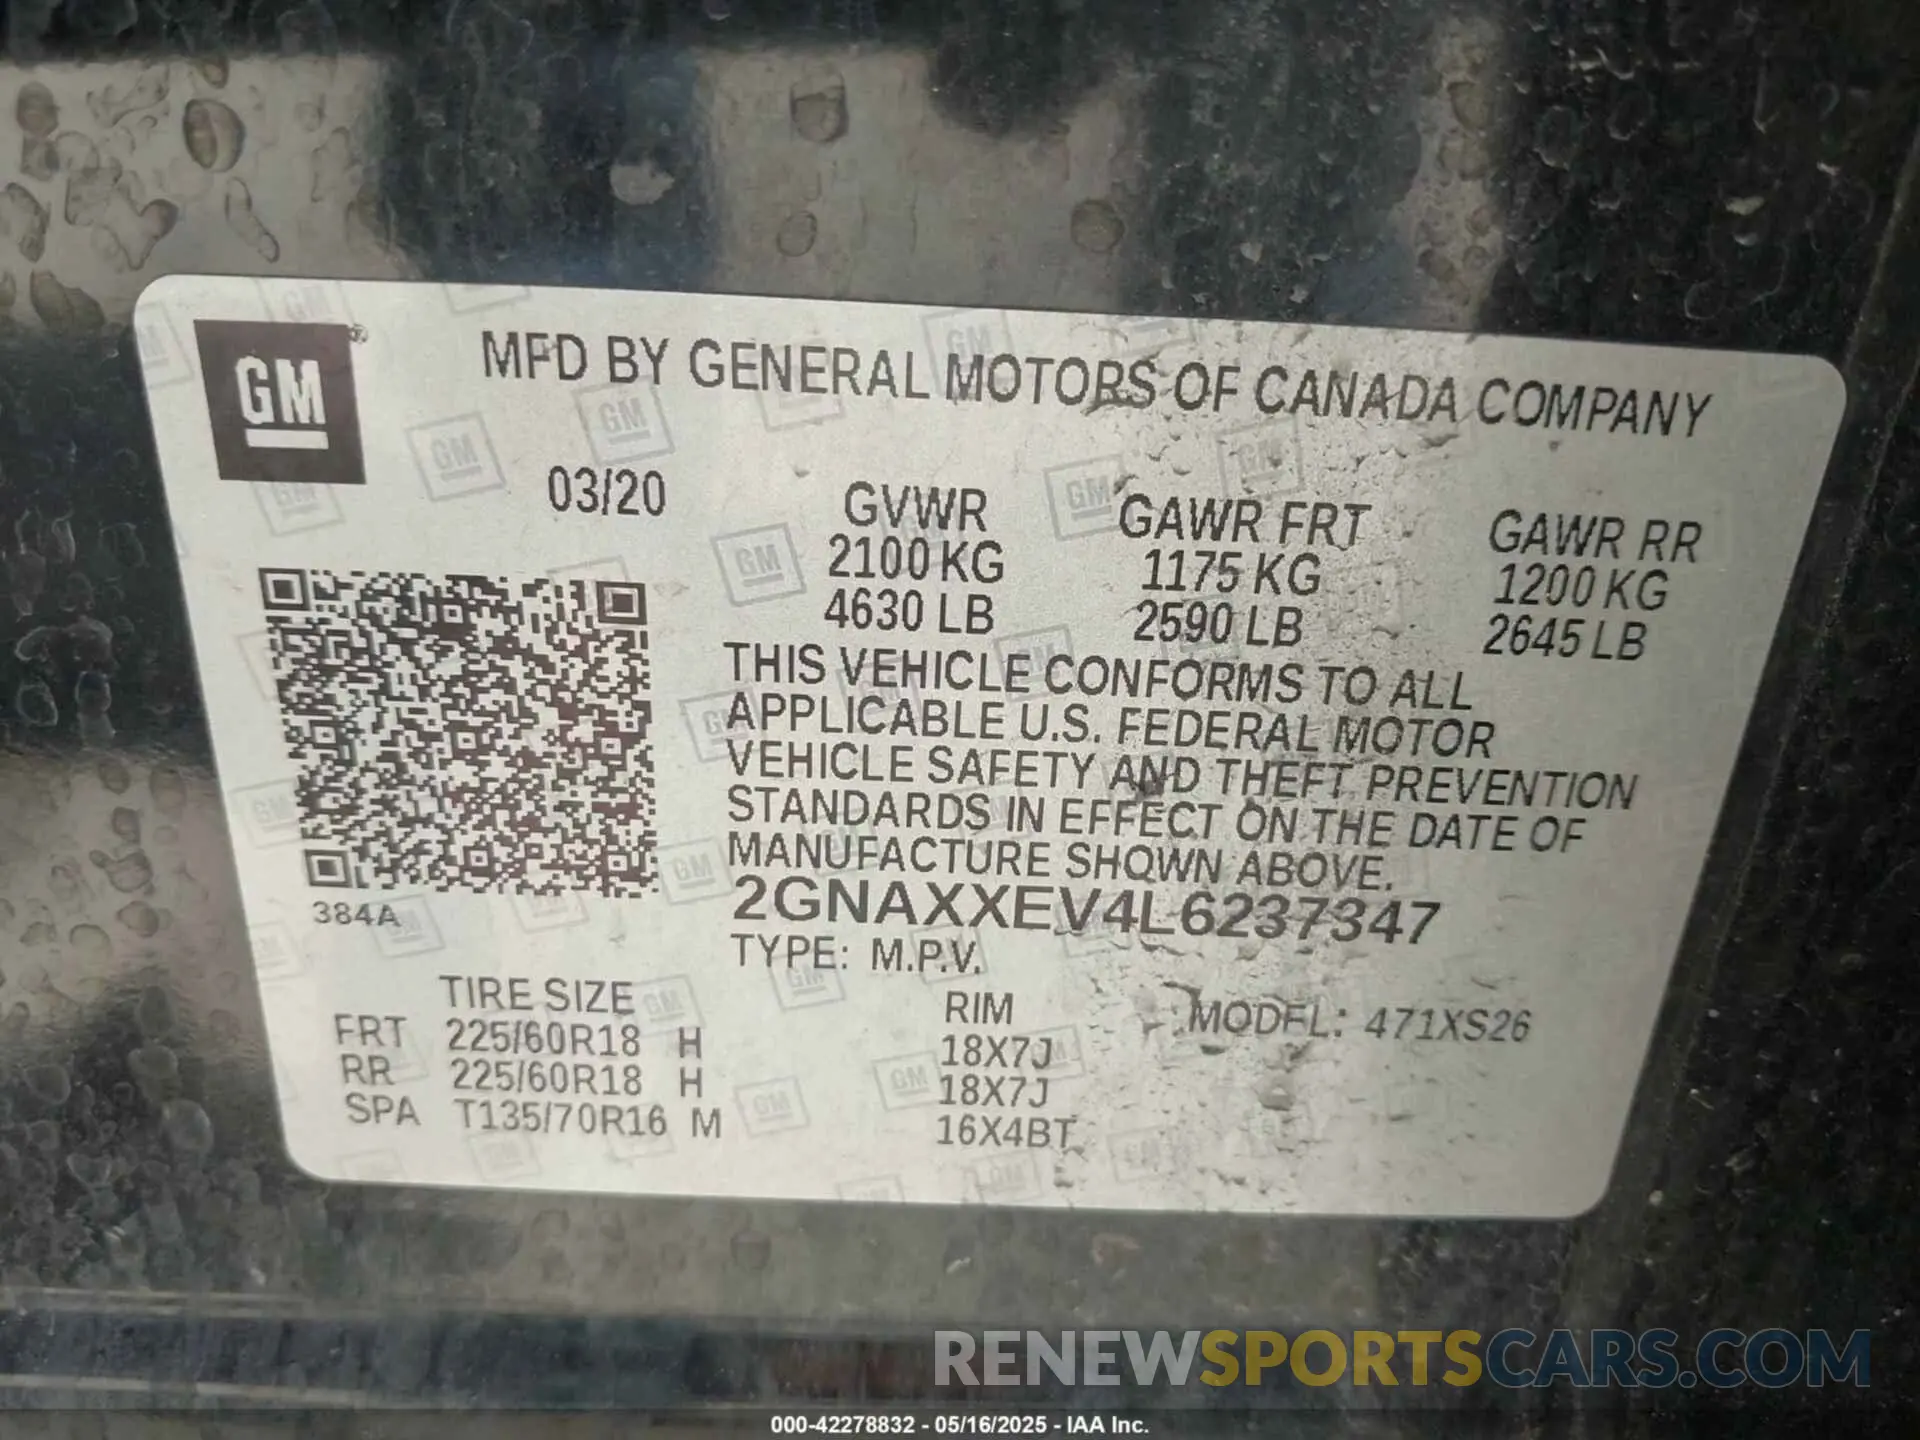 GM®
MFD BY GENERAL MOTORS OF CANADA COMPANY
03/20
GVWR GAWR FRT GAWR RR
2100 KG 1175 KG 1200 KG
4630 LB 2590 LB 2645 LB
THIS VEHICLE CONFORMS TO ALL
APPLICABLE U.S. FEDERAL MOTOR
VEHICLE SAFETY AND THEFT PREVENTION
STANDARDS IN EFFECT ON THE DATE OF
MANUFACTURE SHOWN ABOVE.
2GNAXXEV4L6237347
384A
TYPE: M.P.V.
TIRE SIZE RIM MODEL: 471XS26
FRT 225/60R18 H 18X7J
RR 225/60R18 H 18X7J
SPA T135/70R16 M 16X4BT
RENEWSPORTSCARS.COM
000-42278832 - 05/16/2025 - IAA Inc.